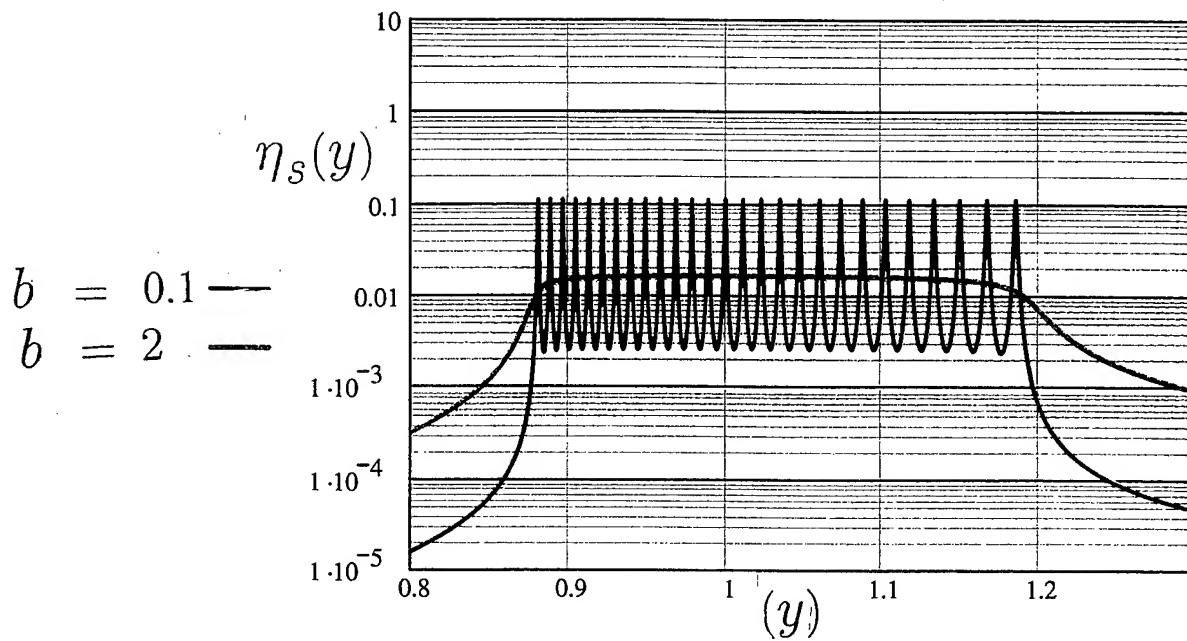 10
1
η_S(y)
0.1
b = 0.1
0.01
b = 2
1·10⁻³
1·10⁻⁴
1·10⁻⁵
0.8 0.9 1 1.1 1.2
(y)